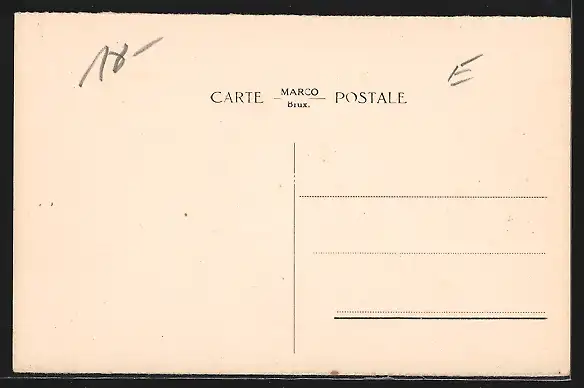 18-
E
CARTE MARCO POSTALE
Brux.